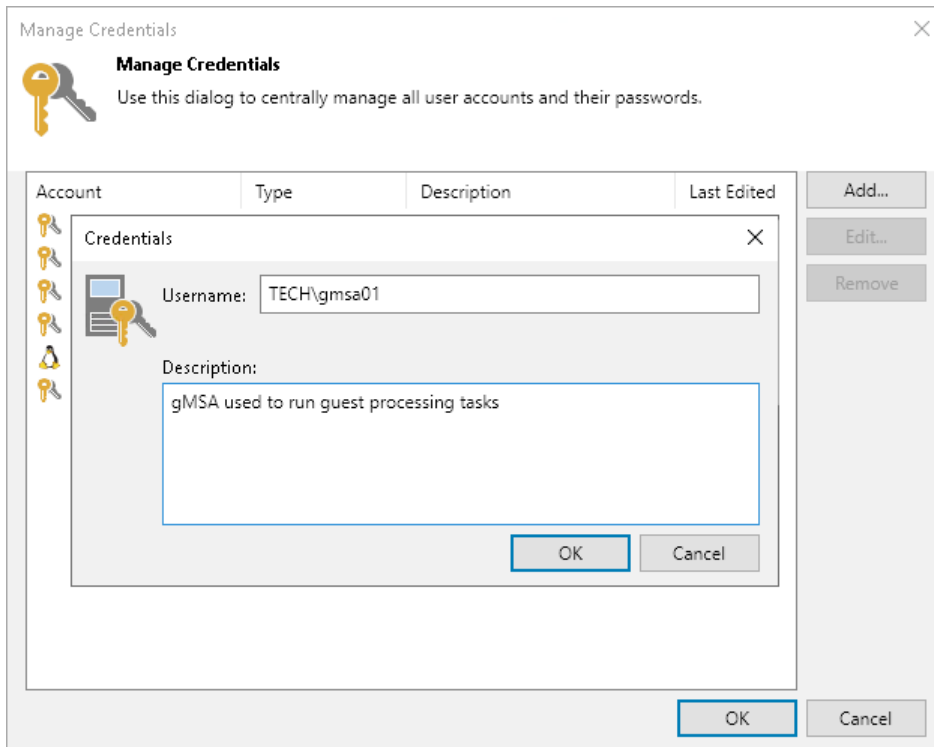 Manage Credentials
Manage Credentials
Use this dialog to centrally manage all user accounts and their passwords.
Account Type Description Last Edited
Add...
Edit...
Remove
Credentials
Username: TECH\gmsa01
Description:
gMSA used to run guest processing tasks
OK Cancel
OK Cancel